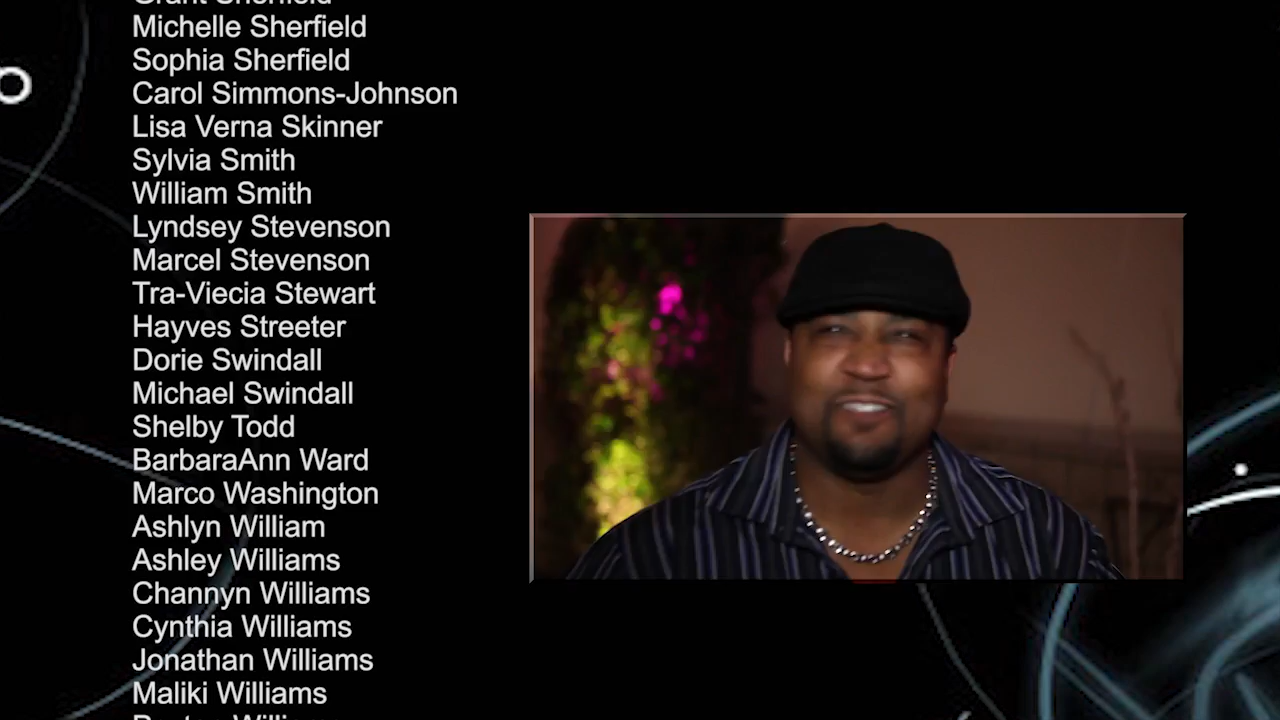 Michelle Sherfield
Sophia Sherfield
Carol Simmons-Johnson
Lisa Verna Skinner
Sylvia Smith
William Smith
Lyndsey Stevenson
Marcel Stevenson
Tra-Viecia Stewart
Hayves Streeter
Dorie Swindall
Michael Swindall
Shelby Todd
BarbaraAnn Ward
Marco Washington
Ashlyn William
Ashley Williams
Channyn Williams
Cynthia Williams
Jonathan Williams
Maliki Williams